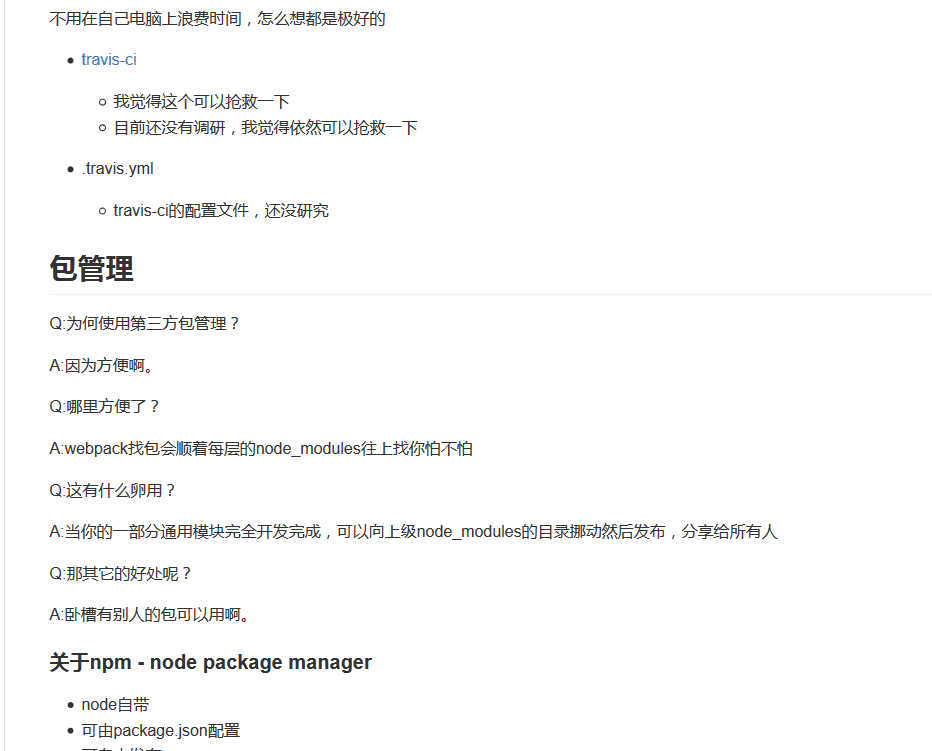 不用在自己电脑上浪费时间，怎么想都是极好的
travis-ci
我觉得这个可以抢救一下
目前还没有调研，我觉得依然可以抢救一下
.travis.yml
travis-ci的配置文件，还没研究
包管理
Q:为何使用第三方包管理？
A:因为方便啊。
Q:哪里方便了？
A:webpack找包会顺着每层的node_modules往上找你怕不怕
Q:这有什么卵用？
A:当你的一部分通用模块完全开发完成，可以向上级node_modules的目录挪动然后发布，分享给所有人
Q:那其它的好处呢？
A:卧槽有别人的包可以用啊。
关于npm - node package manager
node自带
可由package.json配置